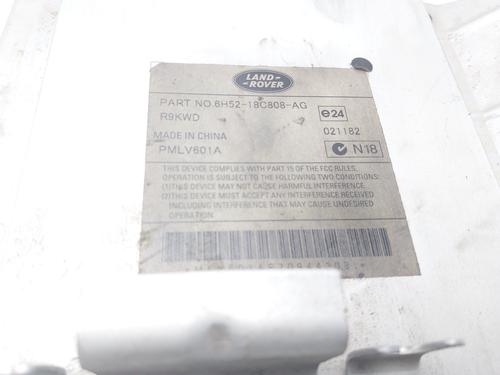 LAND-
ROVER
PART NO.6H52-18C808-AG
R9KWD
e24
021182
MADE IN CHINA
PMLV601A
N18
THIS DEVICE COMPLIES WITH PART 15 OF THE FCC RULES.
OPERATION IS SUBJECT TO THE FOLLOWING TWO CONDITIONS:
(1)THIS DEVICE MAY NOT CAUSE HARMFUL INTERFERENCE.
(2)THIS DEVICE MUST ACCEPT ANY INTERFERENCE RECEIVED
INCLUDING INTERFERENCE THAT MAY CAUSE UNDESIRED
OPERATION